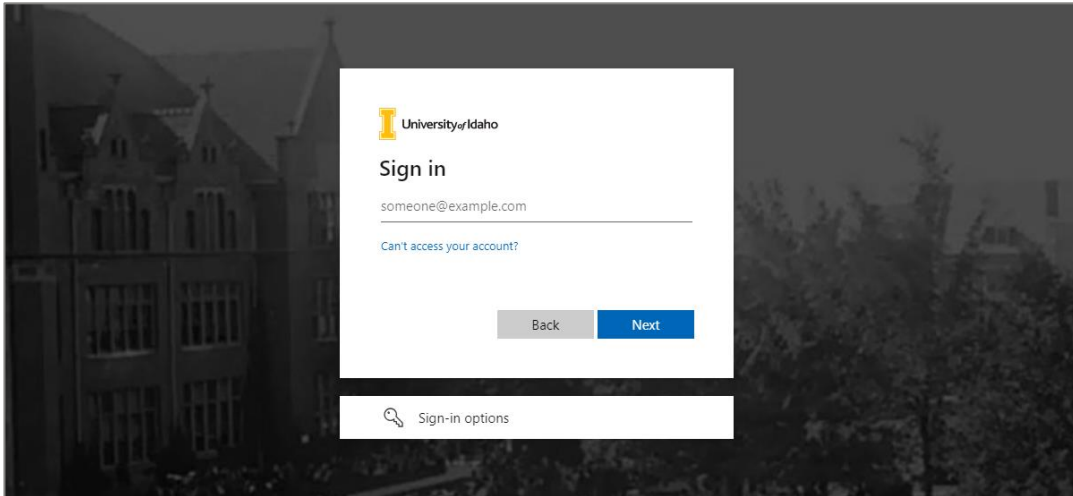 University of Idaho
Sign in
someone@example.com
Can't access your account?
Back Next
Sign-in options